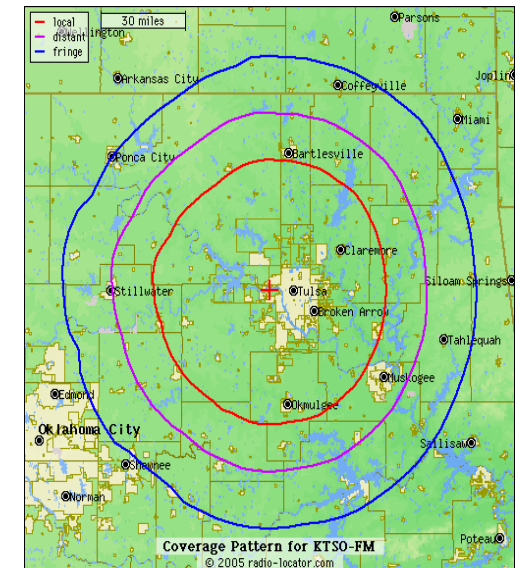 local
distant
fringe
30 miles
Parsons
Wellington
Arkansas City
Coffeyville
Joplin
Miami
Ponca City
Bartlesville
Claremore
Siloam Springs
Stillwater
Tulsa
Broken Arrow
Tahlequah
Muskogee
Edmond
Okmulgee
Oklahoma City
Sallisaw
Shawnee
Norman
Poteau
Coverage Pattern for KTSO-FM
© 2005 radio-locator.com